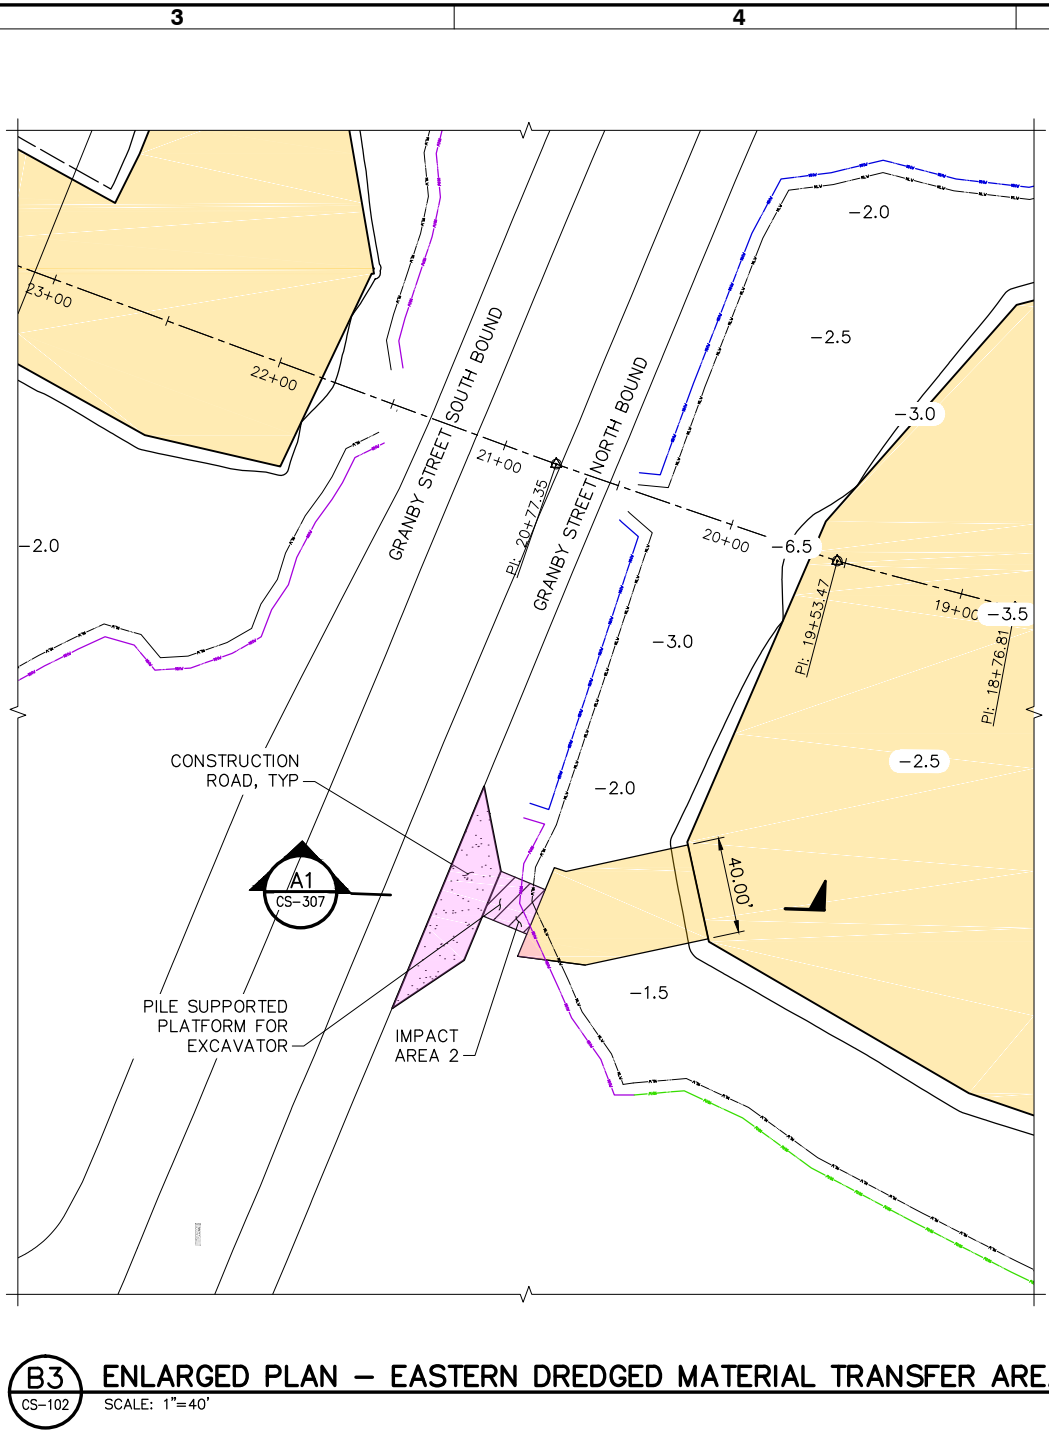 3
4
-2.0
23+00
-2.5
22+00
GRANBY STREET SOUTH BOUND
GRANBY STREET NORTH BOUND
-3.0
21+00
PI: 20+77.35
20+00
-6.5
-2.0
PI: 19+53.47
19+00
-3.5
PI: 18+76.81
-3.0
CONSTRUCTION
ROAD, TYP
-2.5
-2.0
A1
CS-307
40.00'
PILE SUPPORTED
PLATFORM FOR
EXCAVATOR
IMPACT
AREA 2
-1.5
B3
CS-102
ENLARGED PLAN - EASTERN DREDGED MATERIAL TRANSFER ARE
SCALE: 1"=40'